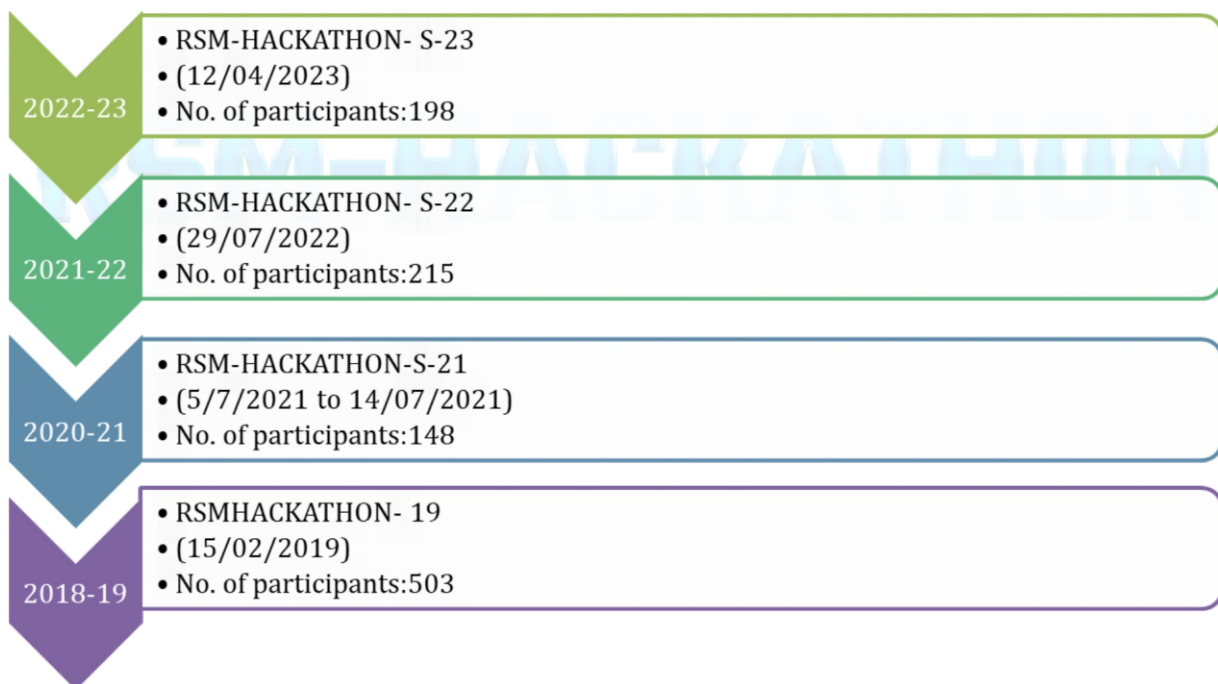 2022-23
• RSM-HACKATHON- S-23
• (12/04/2023)
• No. of participants:198
RSM-HACKATHON
2021-22
• RSM-HACKATHON- S-22
• (29/07/2022)
• No. of participants:215
2020-21
• RSM-HACKATHON-S-21
• (5/7/2021 to 14/07/2021)
• No. of participants:148
2018-19
• RSMHACKATHON- 19
• (15/02/2019)
• No. of participants:503